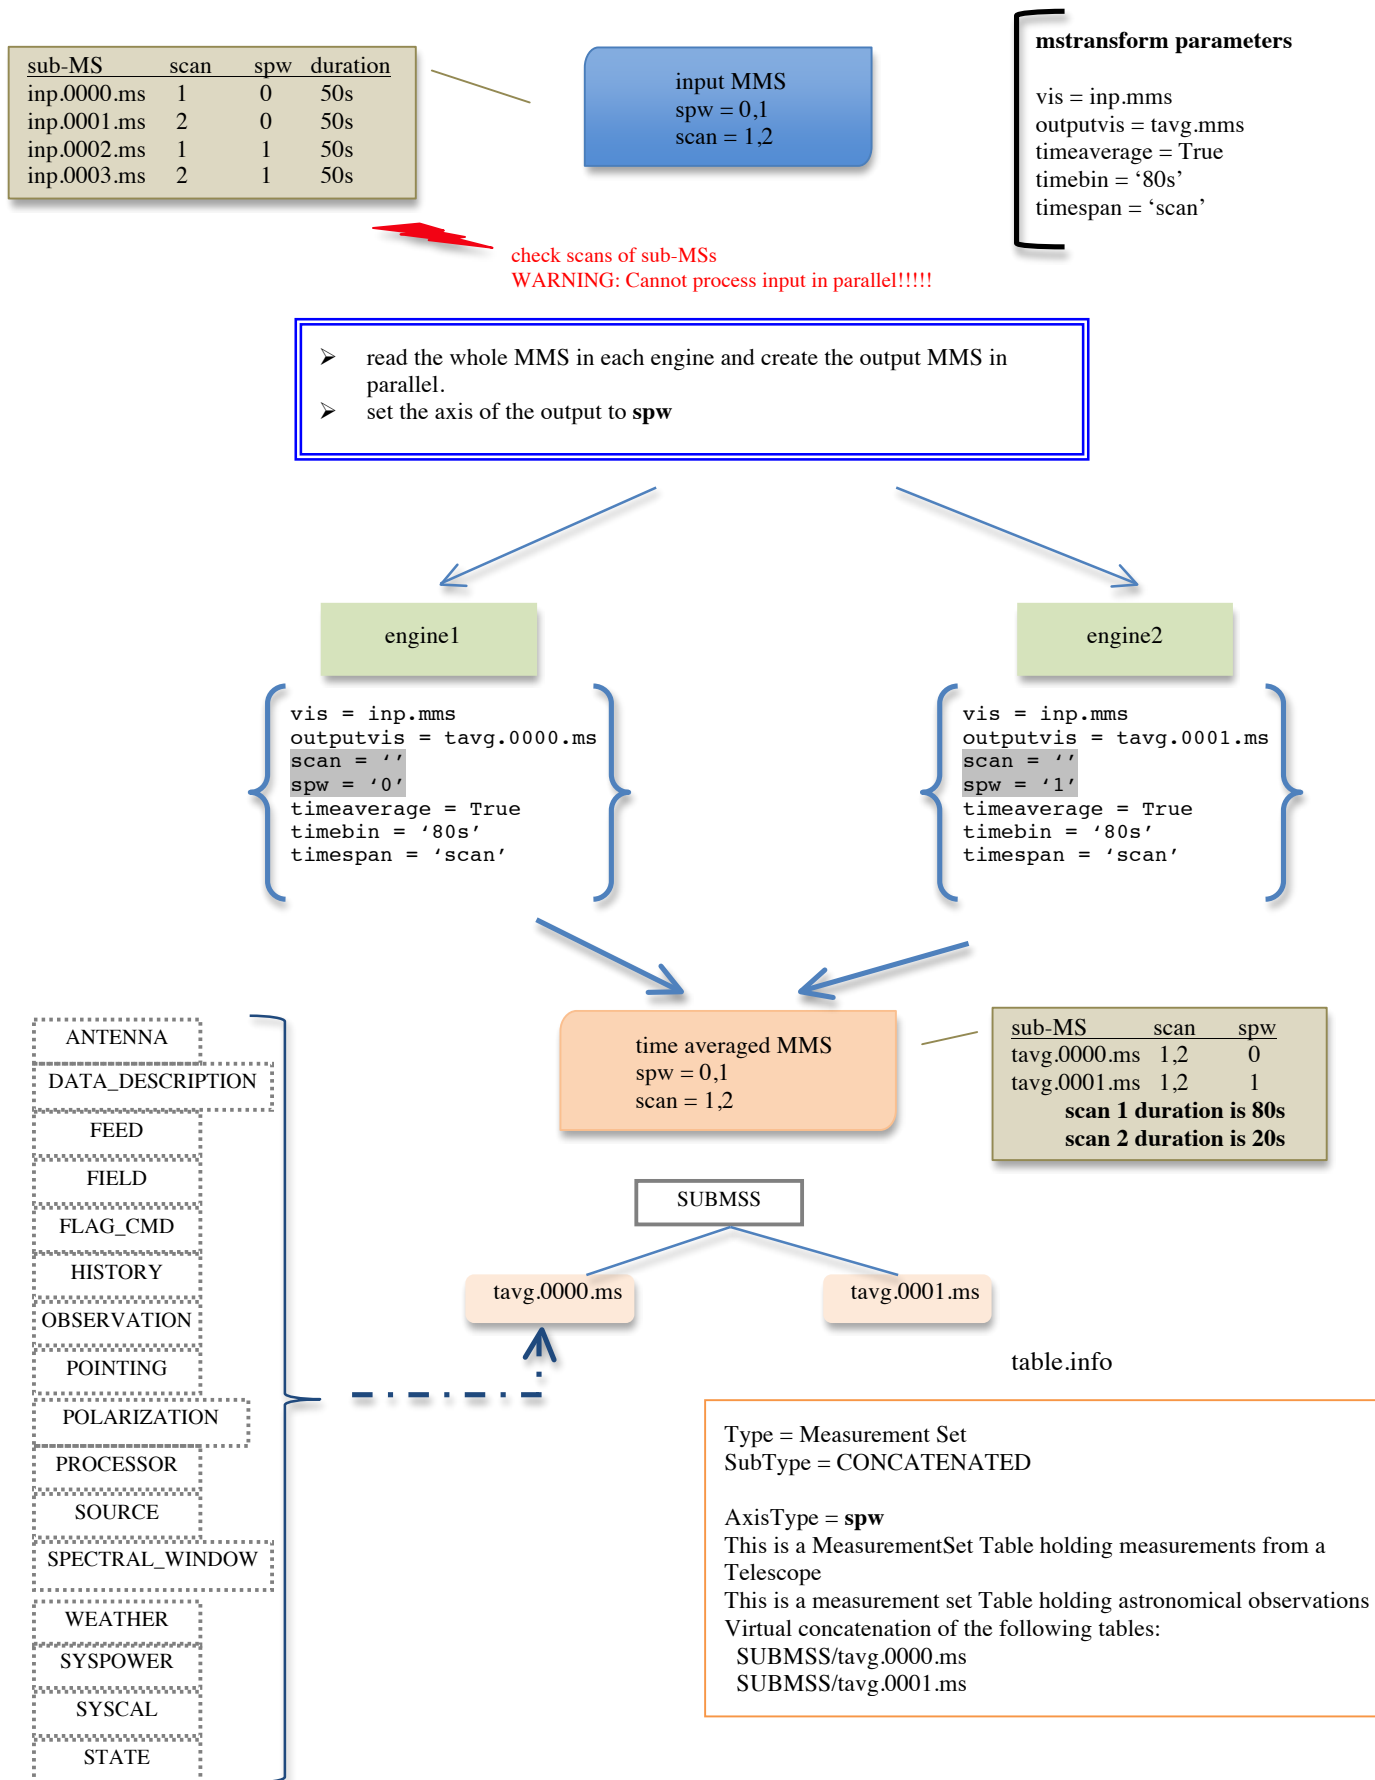 sub-MS scan spw duration
inp.0000.ms 1 0 50s
inp.0001.ms 2 0 50s
inp.0002.ms 1 1 50s
inp.0003.ms 2 1 50s
input MMS
spw = 0,1
scan = 1,2
mstransform parameters
vis = inp.mms
outputvis = tavg.mms
timeaverage = True
timebin = ‘80s’
timespan = ‘scan’
check scans of sub-MSs
WARNING: Cannot process input in parallel!!!!!
➢ read the whole MMS in each engine and create the output MMS in
parallel.
➢ set the axis of the output to spw
engine1
vis = inp.mms
outputvis = tavg.0000.ms
scan = ‘’
spw = ‘0’
timeaverage = True
timebin = ‘80s’
timespan = ‘scan’
engine2
vis = inp.mms
outputvis = tavg.0001.ms
scan = ‘’
spw = ‘1’
timeaverage = True
timebin = ‘80s’
timespan = ‘scan’
time averaged MMS
spw = 0,1
scan = 1,2
sub-MS scan spw
tavg.0000.ms 1,2 0
tavg.0001.ms 1,2 1
scan 1 duration is 80s
scan 2 duration is 20s
ANTENNA
DATA_DESCRIPTION
FEED
FIELD
FLAG_CMD
HISTORY
OBSERVATION
POINTING
POLARIZATION
PROCESSOR
SOURCE
SPECTRAL_WINDOW
WEATHER
SYSPOWER
SYSCAL
STATE
SUBMSS
tavg.0000.ms
tavg.0001.ms
table.info
Type = Measurement Set
SubType = CONCATENATED
AxisType = spw
This is a MeasurementSet Table holding measurements from a
Telescope
This is a measurement set Table holding astronomical observations
Virtual concatenation of the following tables:
SUBMSS/tavg.0000.ms
SUBMSS/tavg.0001.ms